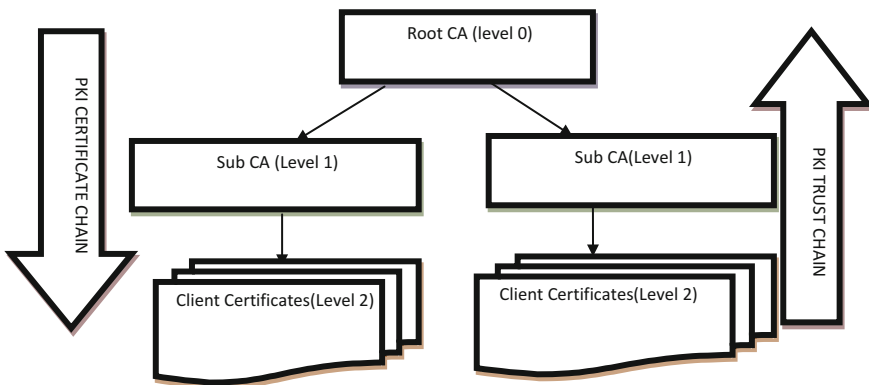 Root CA (level 0)
PKI CERTIFICATE CHAIN
Sub CA (Level 1)
Sub CA(Level 1)
PKI TRUST CHAIN
Client Certificates(Level 2)
Client Certificates(Level 2)